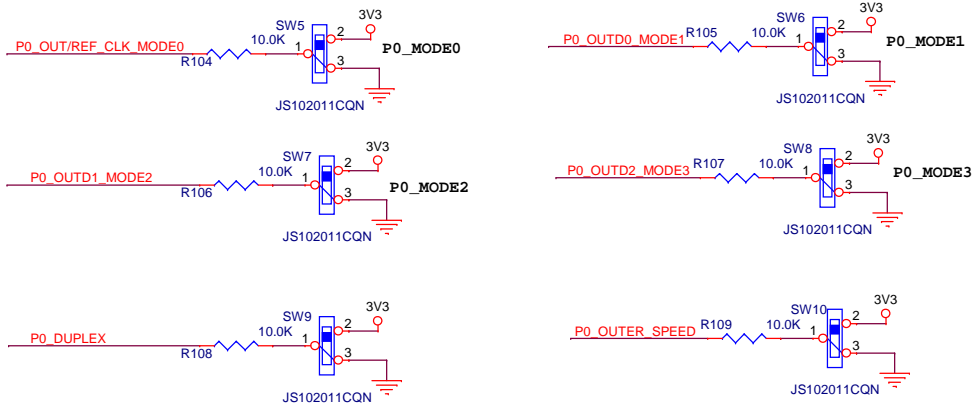 3V3
SW5
P0_OUT/REF_CLK_MODE0
10.0K
1
2
3
P0_MODE0
R104
JS102011CQN
3V3
SW6
P0_OUTD0_MODE1
R105
10.0K
1
2
3
P0_MODE1
JS102011CQN
3V3
SW7
P0_OUTD1_MODE2
10.0K
1
2
3
P0_MODE2
R106
JS102011CQN
3V3
SW8
P0_OUTD2_MODE3
R107
10.0K
1
2
3
P0_MODE3
JS102011CQN
3V3
SW9
P0_DUPLEX
10.0K
1
2
3
R108
JS102011CQN
3V3
SW10
P0_OUTER_SPEED
R109
10.0K
1
2
3
JS102011CQN